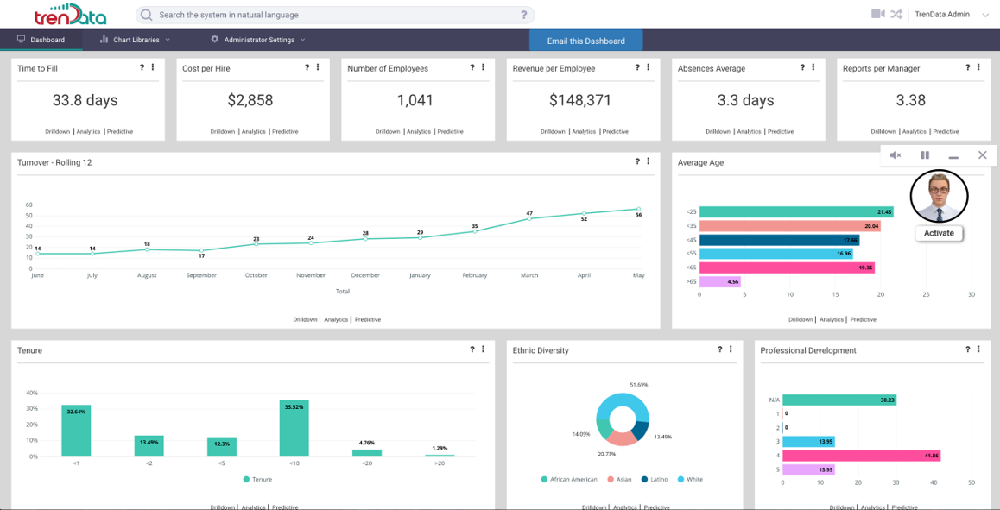 trenData
Search the system in natural language
?
TrenData Admin
Dashboard
Chart Libraries
Administrator Settings
Email this Dashboard
Time to Fill ?
33.8 days
Drilldown | Analytics | Predictive
Cost per Hire ?
$2,858
Drilldown | Analytics | Predictive
Number of Employees ?
1,041
Drilldown | Analytics | Predictive
Revenue per Employee ?
$148,371
Drilldown | Analytics | Predictive
Absences Average ?
3.3 days
Drilldown | Analytics | Predictive
Reports per Manager ?
3.38
Drilldown | Analytics | Predictive
Turnover - Rolling 12 ?
60
50
40
30
20
10
0
14 14 18 17 23 24 28 29 35 47 52 56
June July August September October November December January February March April May
Total
Drilldown | Analytics | Predictive
Average Age
Activate
<25 21.43
<35 20.04
<45 17.66
<55 16.96
<65 19.35
>65 4.56
0 5 10 15 20 25 30
Drilldown | Analytics | Predictive
Tenure ?
40%
30%
20%
10%
0%
32.64% 13.49% 12.3% 35.52% 4.76% 1.29%
<1 <2 <5 <10 <20 >20
Tenure
Drilldown | Analytics | Predictive
Ethnic Diversity ?
51.69%
14.09%
13.49%
20.73%
African American Asian Latino White
Drilldown | Analytics | Predictive
Professional Development ?
N/A 30.23
1 0
2 0
3 13.95
4 41.86
5 13.95
0 10 20 30 40 50
Drilldown | Analytics | Predictive